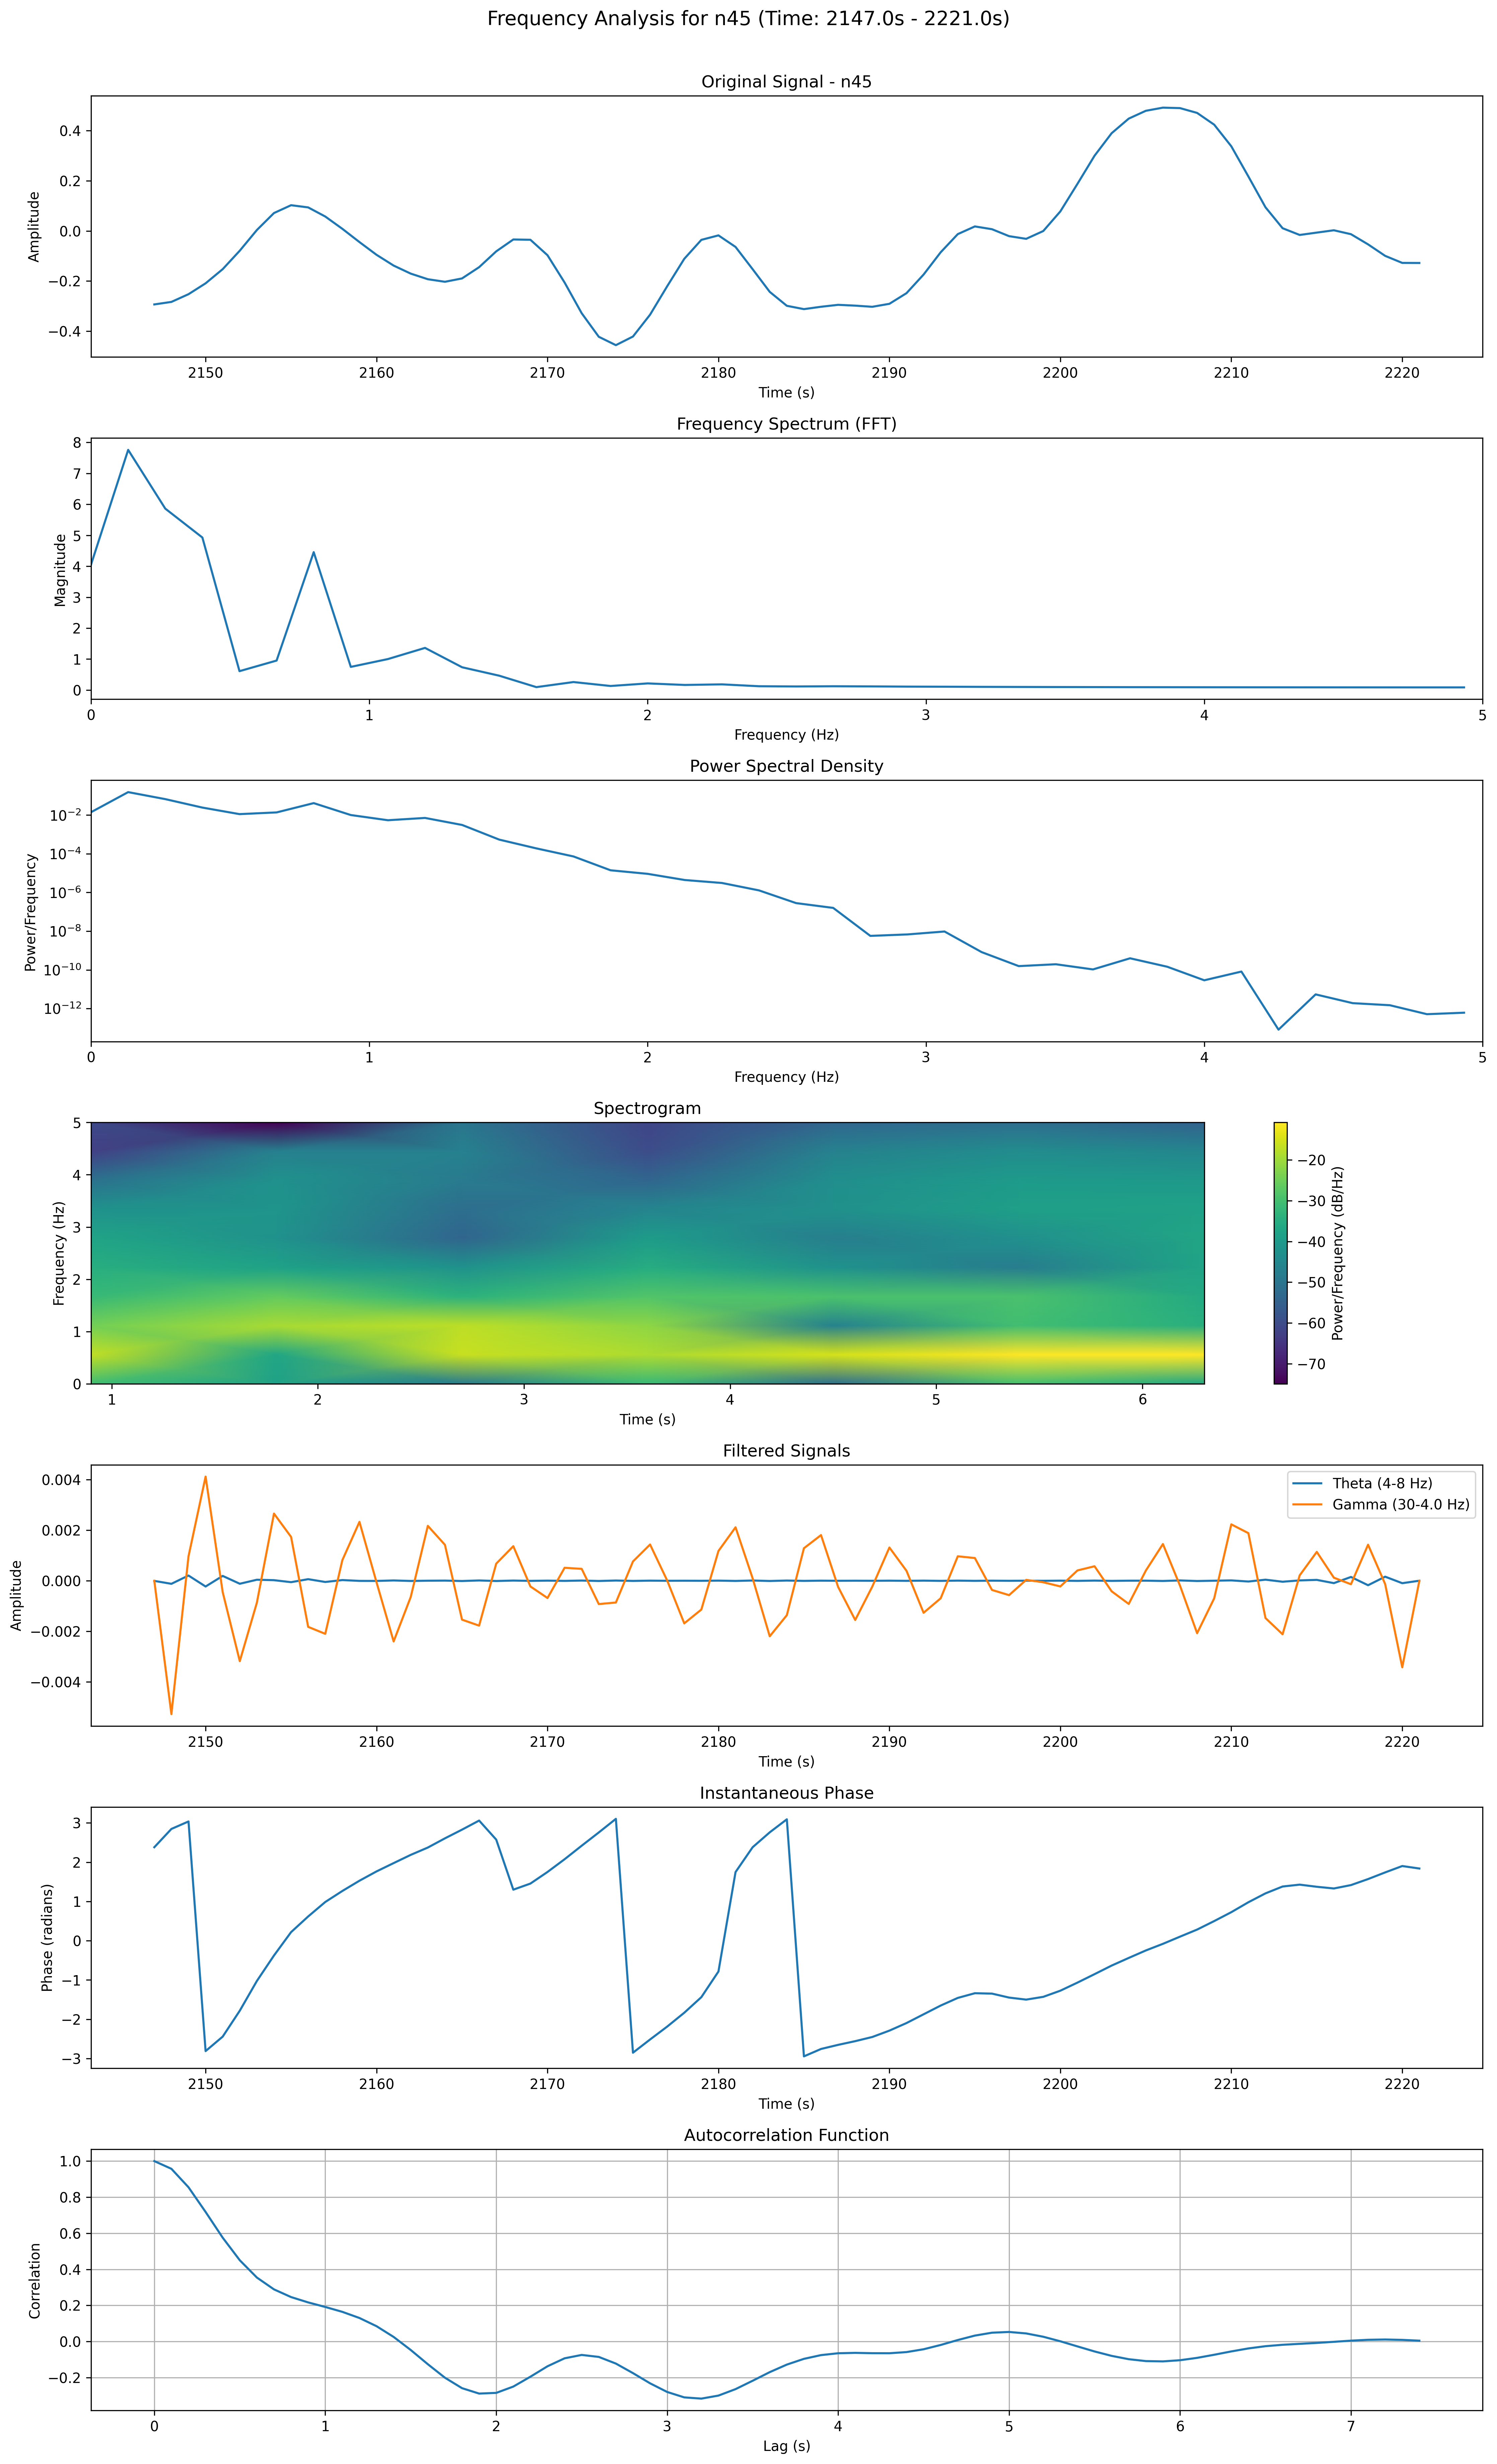 Frequency Analysis for n45 (Time: 2147.0s - 2221.0s)
Original Signal - n45
0.4
0.2
0.0
−0.2
−0.4
Amplitude
2150 2160 2170 2180 2190 2200 2210 2220
Time (s)
Frequency Spectrum (FFT)
8
7
6
5
4
3
2
1
0
Magnitude
0 1 2 3 4 5
Frequency (Hz)
Power Spectral Density
10⁻²
10⁻⁴
10⁻⁶
10⁻⁸
10⁻¹⁰
10⁻¹²
Power/Frequency
0 1 2 3 4 5
Frequency (Hz)
Spectrogram
5
4
3
2
1
0
Frequency (Hz)
1 2 3 4 5 6
Time (s)
−20
−30
−40
−50
−60
−70
Power/Frequency (dB/Hz)
Filtered Signals
0.004
0.002
0.000
−0.002
−0.004
Amplitude
Theta (4-8 Hz)
Gamma (30-4.0 Hz)
2150 2160 2170 2180 2190 2200 2210 2220
Time (s)
Instantaneous Phase
3
2
1
0
−1
−2
−3
Phase (radians)
2150 2160 2170 2180 2190 2200 2210 2220
Time (s)
Autocorrelation Function
1.0
0.8
0.6
0.4
0.2
0.0
−0.2
Correlation
0 1 2 3 4 5 6 7
Lag (s)